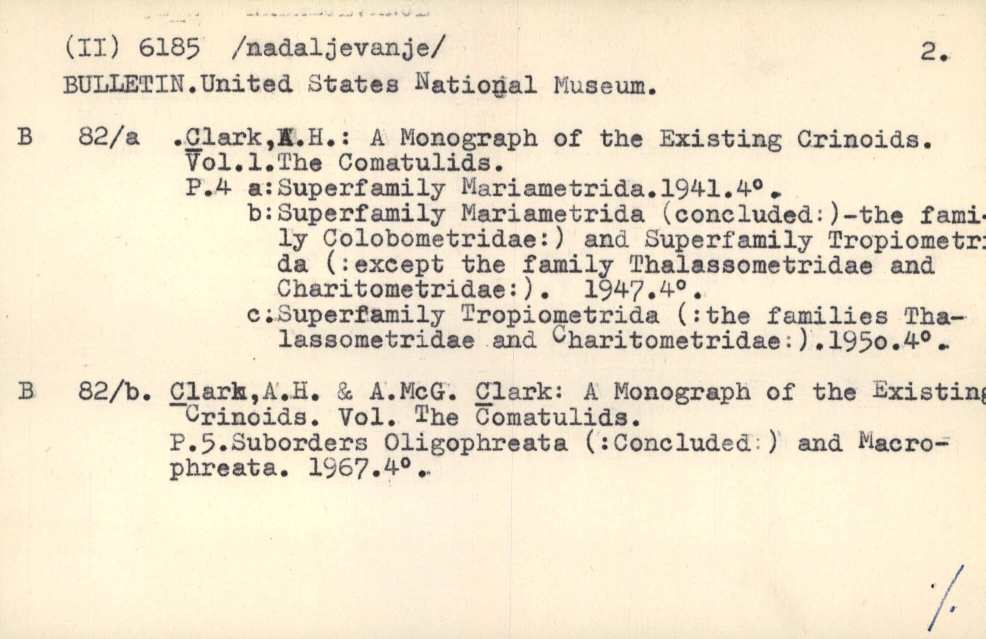 (II) 6185 /nadaljevanje/ 2.
BULLETIN.United States National Museum.
B 82/a .Clark,A.H.: A Monograph of the Existing Crinoids.
Vol.1.The Comatulids.
P.4 a:Superfamily Mariametrida.1941.4°.
b:Superfamily Mariametrida (concluded:)-the fami-
ly Colobometridae:) and Superfamily Tropiometri
da (:except the family Thalassometridae and
Charitometridae:). 1947.4°.
c:Superfamily Tropiometrida (:the families Tha-
lassometridae and Charitometridae:).195o.4°.
B 82/b. Clark,A.H. & A.McG. Clark: A Monograph of the Existing
Crinoids. Vol. The Comatulids.
P.5.Suborders Oligophreata (:Concluded:) and Macro-
phreata. 1967.4°.
./.